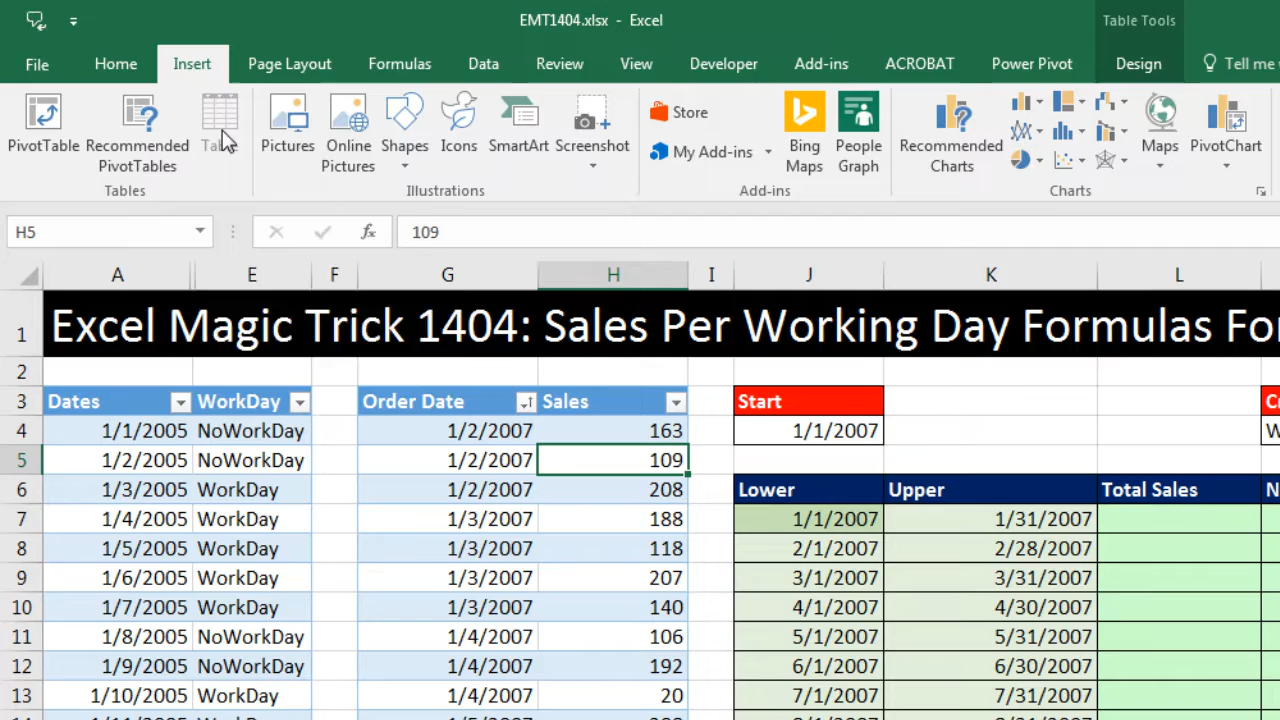 EMT1404.xlsx - Excel
Table Tools
File Home Insert Page Layout Formulas Data Review View Developer Add-ins ACROBAT Power Pivot Design Tell me
PivotTable Recommended PivotTables Table Pictures Online Pictures Shapes Icons SmartArt Screenshot Store My Add-ins Bing Maps People Graph Recommended Charts Maps PivotChart
Tables Illustrations Add-ins Charts
H5 fx 109
A E F G H I J K L
1 Excel Magic Trick 1404: Sales Per Working Day Formulas Fo
2
3 Dates WorkDay Order Date Sales Start
4 1/1/2005 NoWorkDay 1/2/2007 163 1/1/2007 W
5 1/2/2005 NoWorkDay 1/2/2007 109
6 1/3/2005 WorkDay 1/2/2007 208 Lower Upper Total Sales N
7 1/4/2005 WorkDay 1/3/2007 188 1/1/2007 1/31/2007
8 1/5/2005 WorkDay 1/3/2007 118 2/1/2007 2/28/2007
9 1/6/2005 WorkDay 1/3/2007 207 3/1/2007 3/31/2007
10 1/7/2005 WorkDay 1/3/2007 140 4/1/2007 4/30/2007
11 1/8/2005 NoWorkDay 1/4/2007 106 5/1/2007 5/31/2007
12 1/9/2005 NoWorkDay 1/4/2007 192 6/1/2007 6/30/2007
13 1/10/2005 WorkDay 1/4/2007 20 7/1/2007 7/31/2007